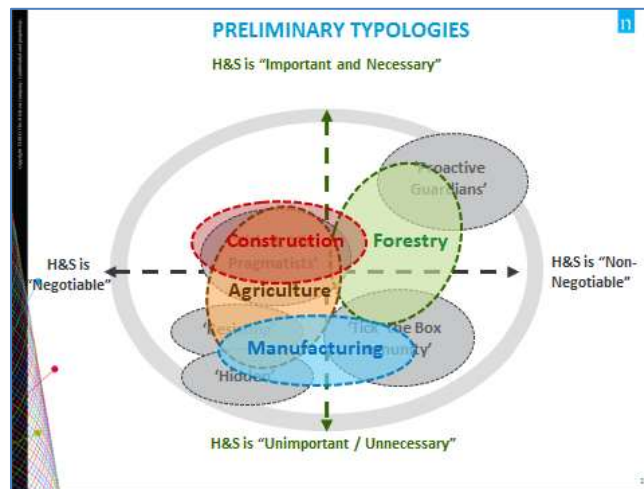 PRELIMINARY TYPOLOGIES
n
H&S is “Important and Necessary”
‘Proactive
Guardians’
Construction
Forestry
Pragmatists’
H&S is
“Negotiable”
H&S is “Non-
Negotiable”
Agriculture
‘Tick The Box
Manufacturing
‘Hidden’
H&S is “Unimportant / Unnecessary”